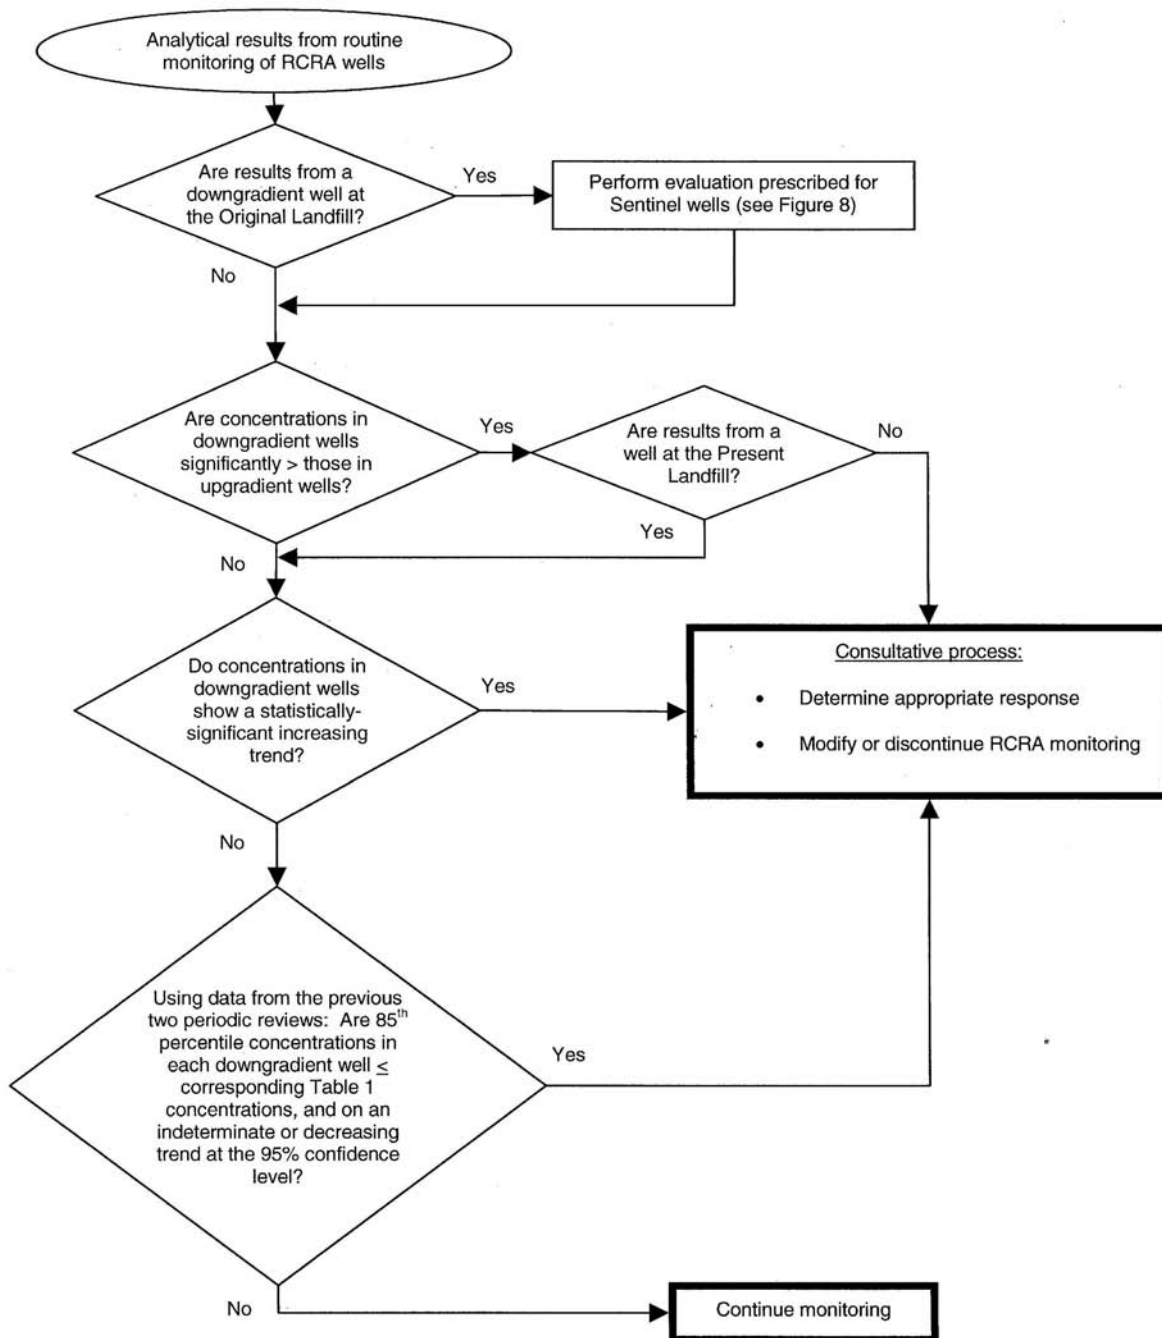 Analytical results from routine
monitoring of RCRA wells
Are results from a
downgradient well at
the Original Landfill?
Yes
Perform evaluation prescribed for
Sentinel wells (see Figure 8)
No
Are concentrations in
downgradient wells
significantly > those in
upgradient wells?
Yes
Are results from a
well at the Present
Landfill?
No
Yes
No
Do concentrations in
downgradient wells
show a statistically-
significant increasing
trend?
Yes
Consultative process:
• Determine appropriate response
• Modify or discontinue RCRA monitoring
No
Using data from the previous
two periodic reviews: Are 85th
percentile concentrations in
each downgradient well ≤
corresponding Table 1
concentrations, and on an
indeterminate or decreasing
trend at the 95% confidence
level?
Yes
No
Continue monitoring